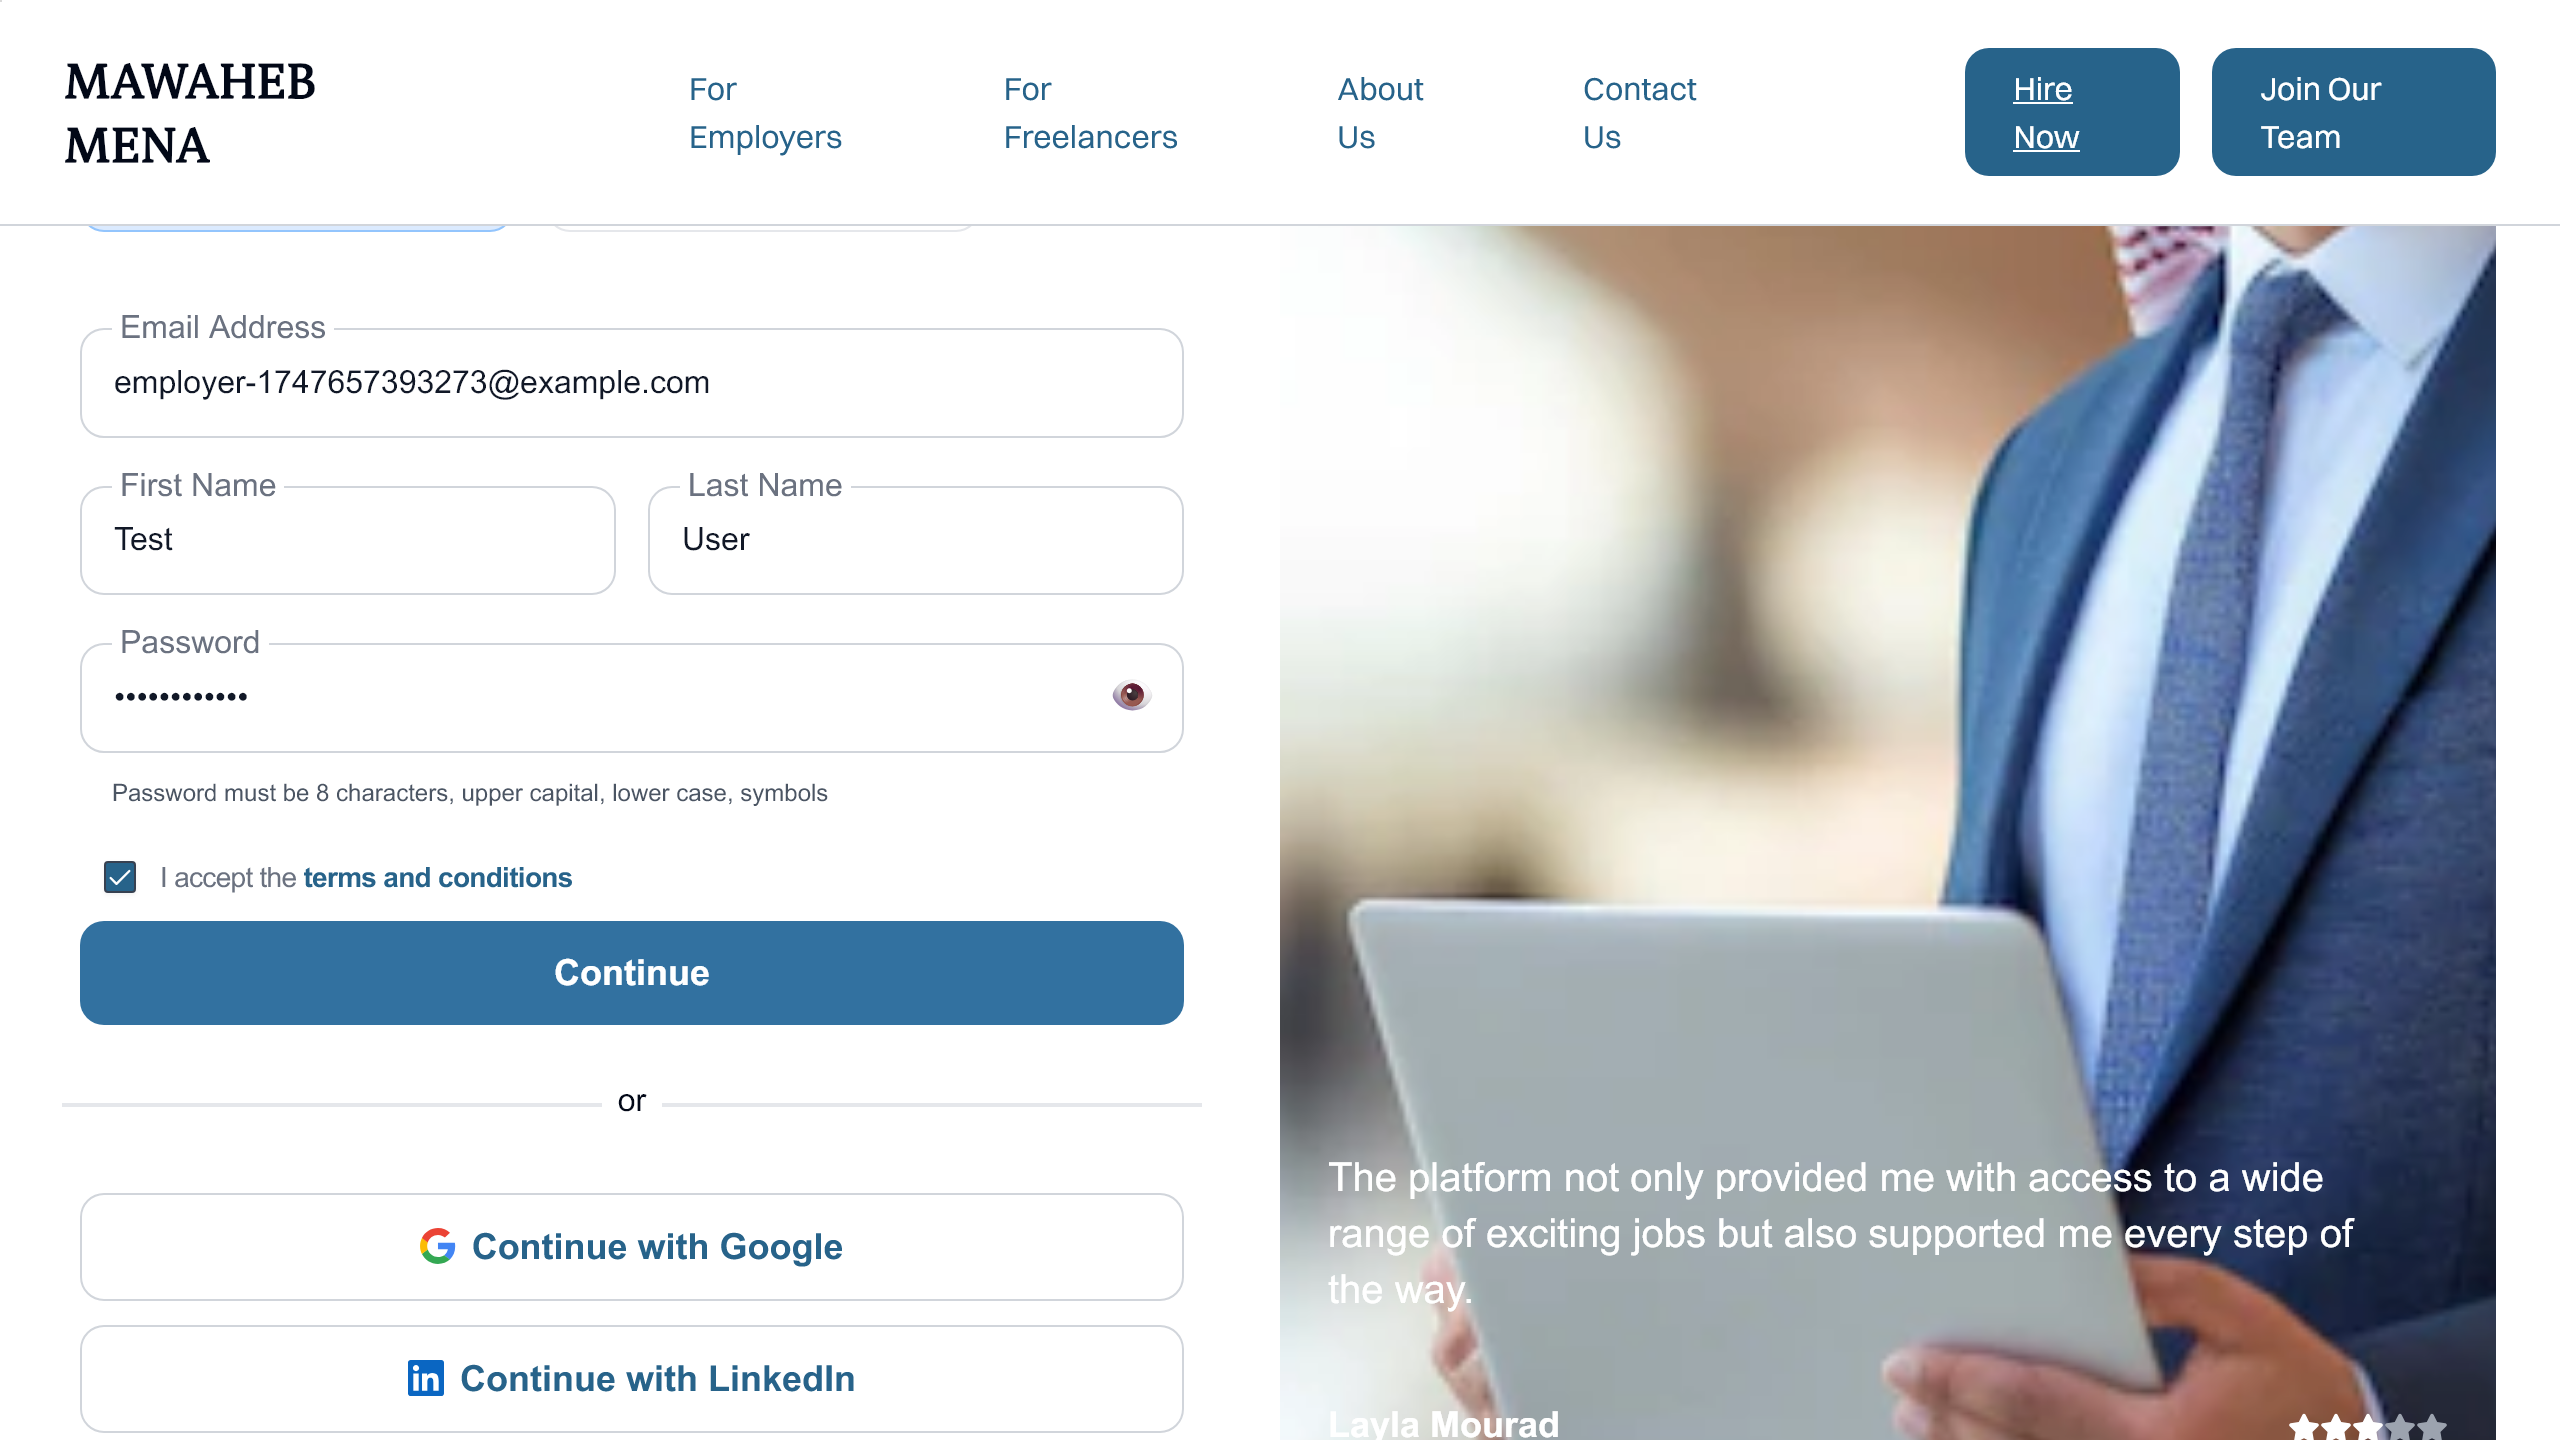 MAWAHEB
MENA
For
Employers
For
Freelancers
About
Us
Contact
Us
Hire
Now
Join Our
Team
Email Address
employer-1747657393273@example.com
First Name
Test
Last Name
User
Password
••••••••••••
Password must be 8 characters, upper capital, lower case, symbols
I accept the terms and conditions
Continue
or
Continue with Google
Continue with LinkedIn
The platform not only provided me with access to a wide
range of exciting jobs but also supported me every step of
the way.
Layla Mourad